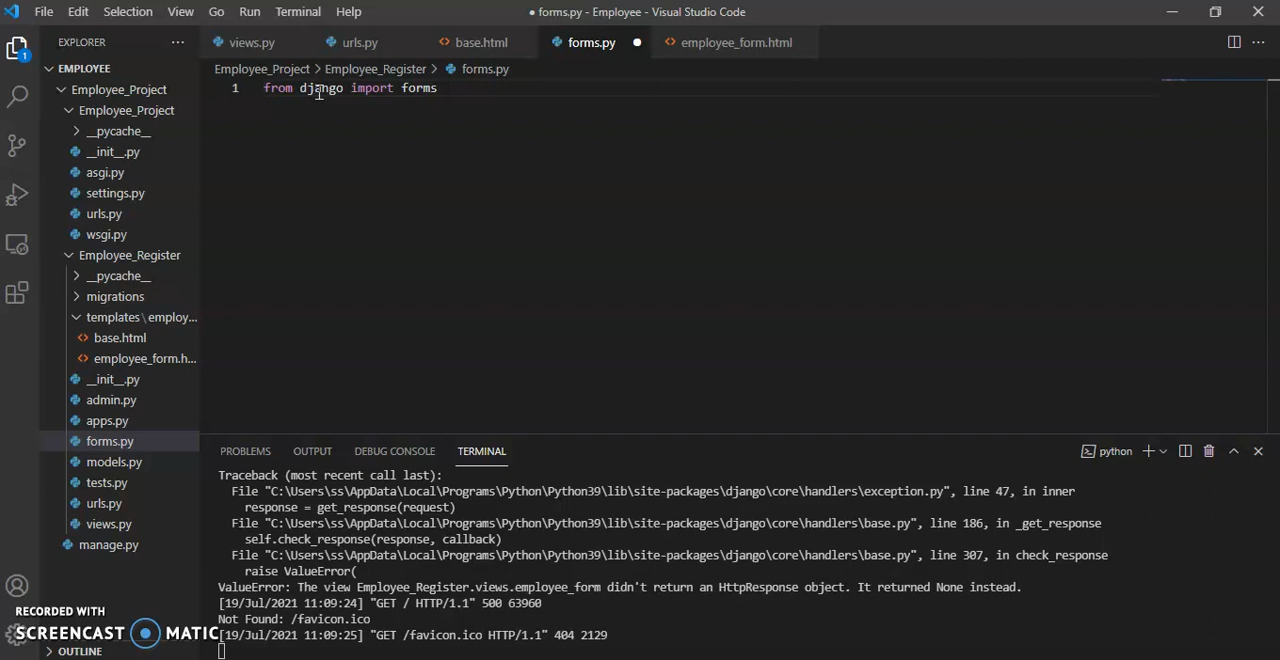 File Edit Selection View Go Run Terminal Help
● forms.py - Employee - Visual Studio Code
EXPLORER
views.py urls.py base.html forms.py employee_form.html
EMPLOYEE
Employee_Project
Employee_Project
__pycache__
__init__.py
asgi.py
settings.py
urls.py
wsgi.py
Employee_Register
__pycache__
migrations
templates\employ...
base.html
employee_form.h...
__init__.py
admin.py
apps.py
forms.py
models.py
tests.py
urls.py
views.py
manage.py
OUTLINE
1
Employee_Project > Employee_Register > forms.py
1 from django import forms
PROBLEMS OUTPUT DEBUG CONSOLE TERMINAL
python
Traceback (most recent call last):
File "C:\Users\ss\AppData\Local\Programs\Python\Python39\lib\site-packages\django\core\handlers\exception.py", line 47, in inner
response = get_response(request)
File "C:\Users\ss\AppData\Local\Programs\Python\Python39\lib\site-packages\django\core\handlers\base.py", line 186, in _get_response
self.check_response(response, callback)
File "C:\Users\ss\AppData\Local\Programs\Python\Python39\lib\site-packages\django\core\handlers\base.py", line 307, in check_response
raise ValueError(
ValueError: The view Employee_Register.views.employee_form didn't return an HttpResponse object. It returned None instead.
[19/Jul/2021 11:09:24] "GET / HTTP/1.1" 500 63960
Not Found: /favicon.ico
[19/Jul/2021 11:09:25] "GET /favicon.ico HTTP/1.1" 404 2129
RECORDED WITH
SCREENCAST MATIC